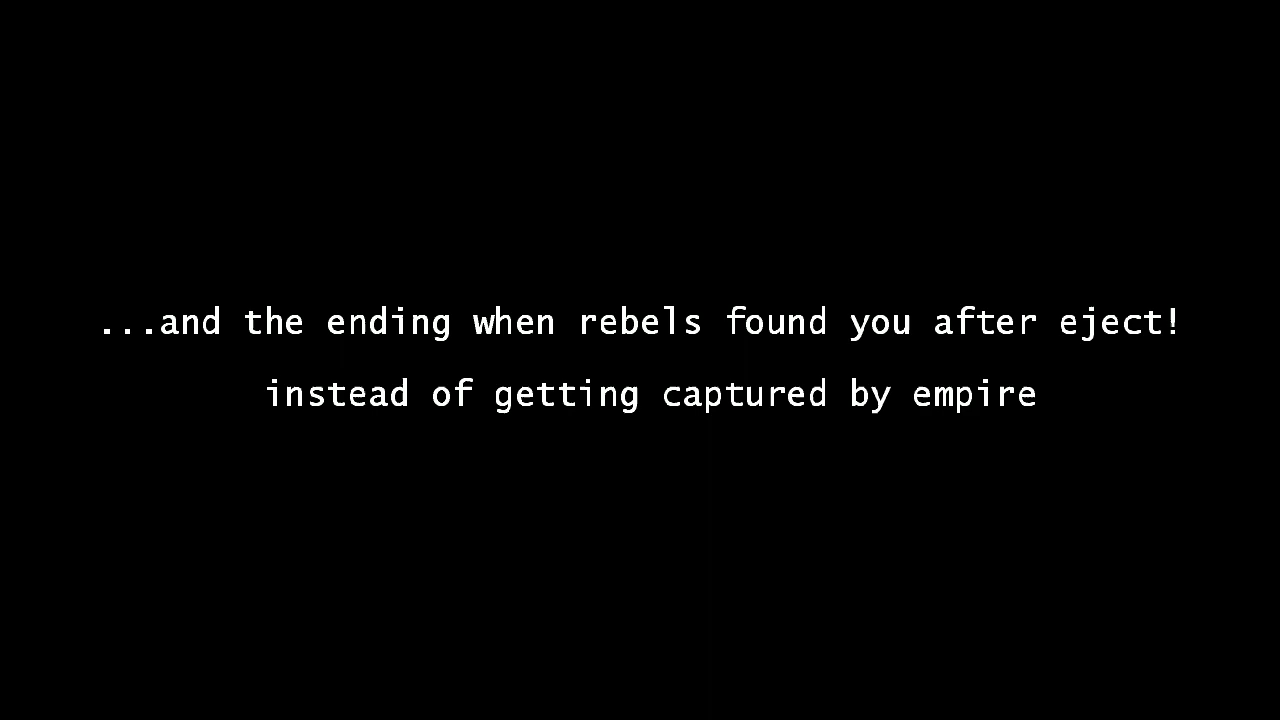 ...and the ending when rebels found you after eject!
instead of getting captured by empire